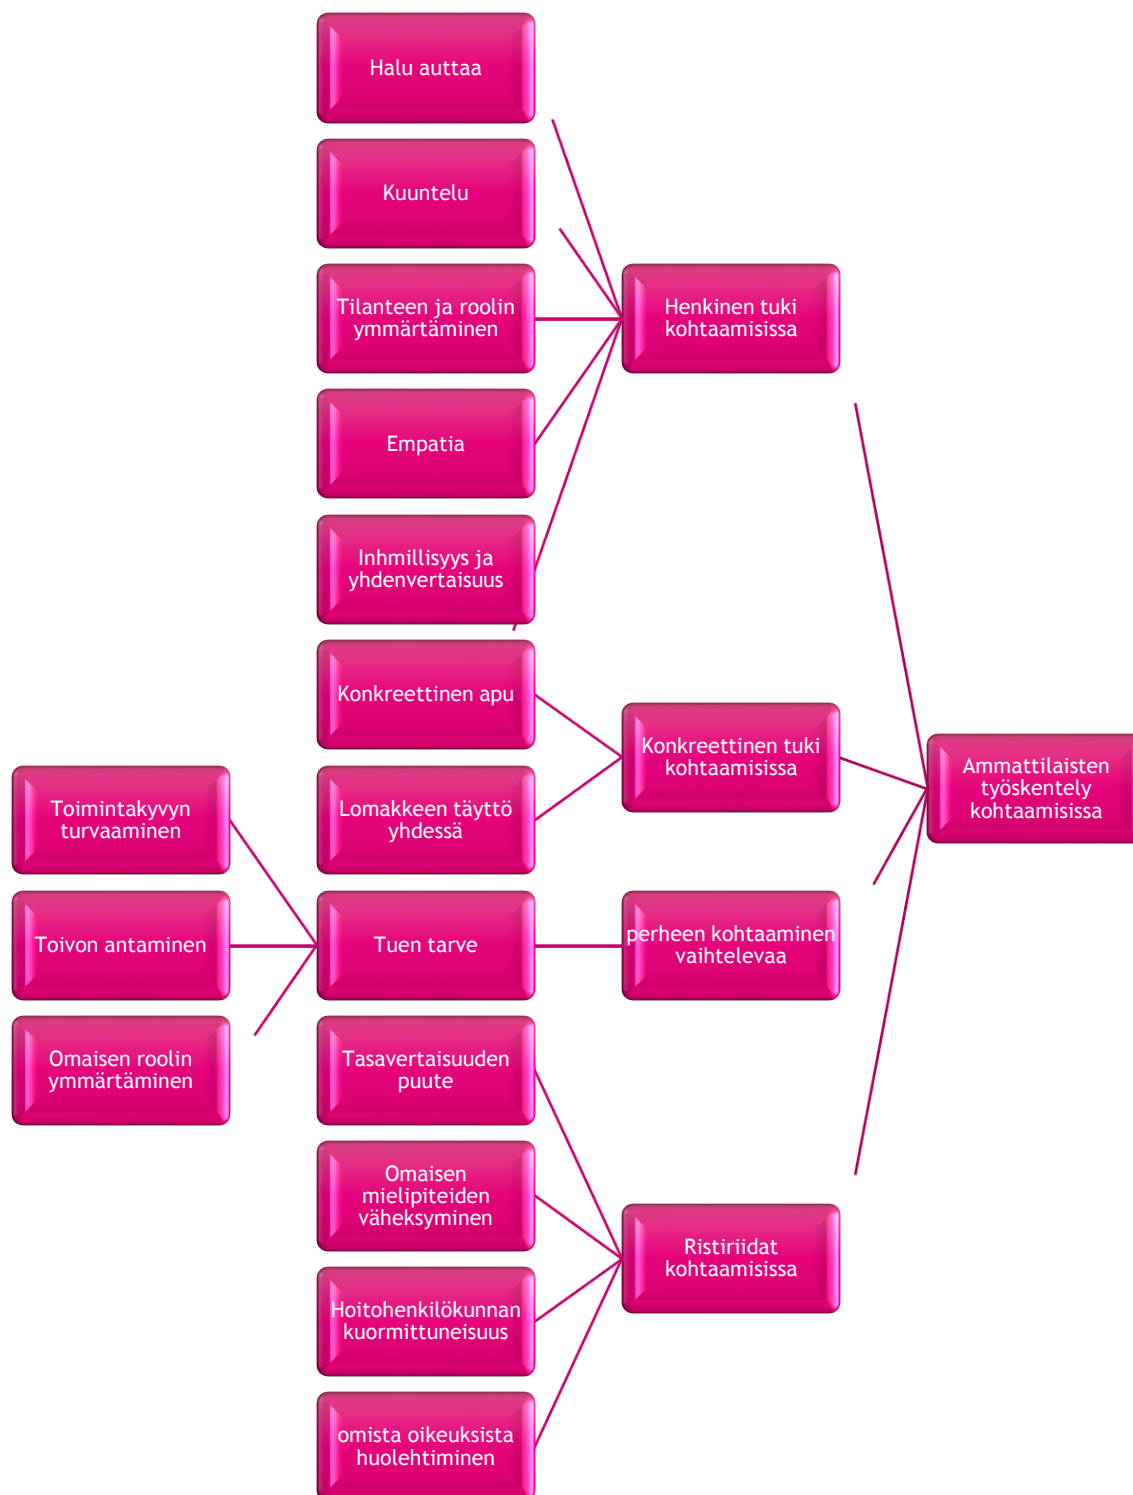 Halu auttaa
Kuuntelu
Tilanteen ja roolin
ymmärtäminen
Empatia
Inhmillisyys ja
yhdenvertaisuus
Henkinen tuki
kohtaamisissa
Konkreettinen apu
Lomakkeen täyttö
yhdessä
Konkreettinen tuki
kohtaamisissa
Ammattilaisten
työskentely
kohtaamisissa
Toimintakyvyn
turvaaminen
Toivon antaminen
Omaisen roolin
ymmärtäminen
Tuen tarve
perheen kohtaaminen
vaihtelevaa
Tasavertaisuuden
puute
Omaisen
mielipiteiden
väheksyminen
Hoitohenkilökunnan
kuormittuneisuus
omista oikeuksista
huolehtiminen
Ristiriidat
kohtaamisissa